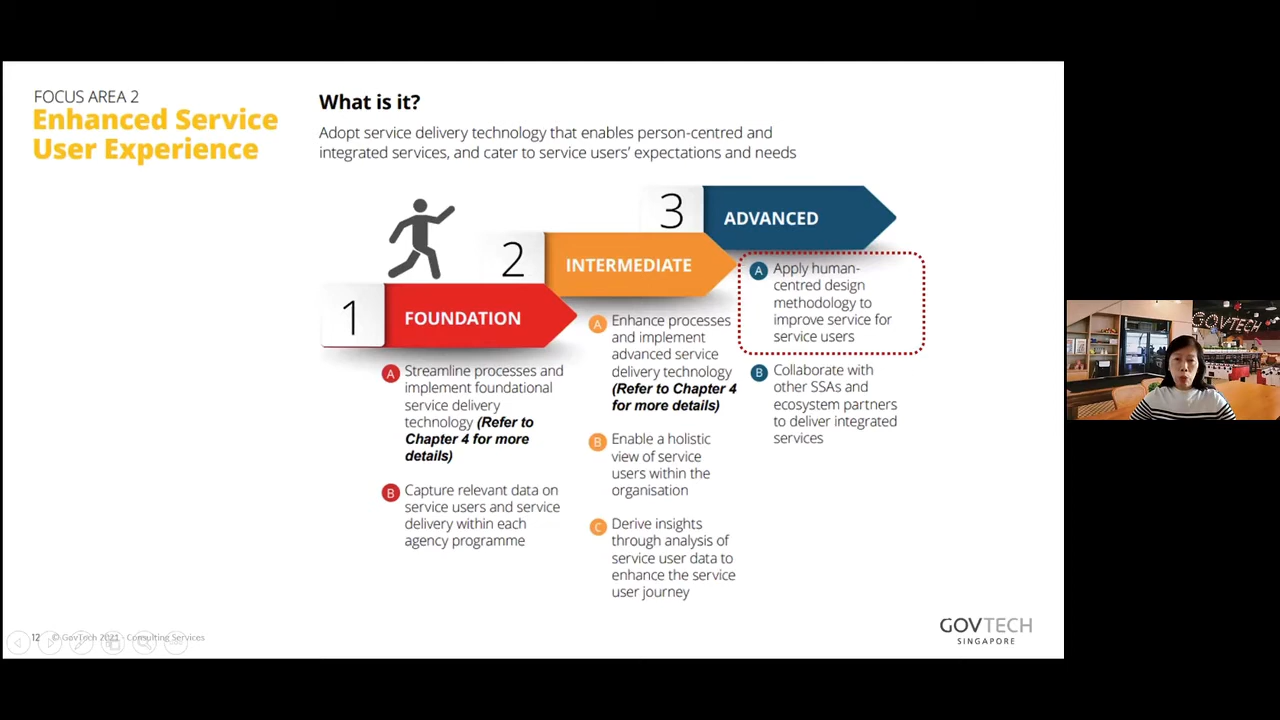 FOCUS AREA 2
Enhanced Service
User Experience
What is it?
Adopt service delivery technology that enables person-centred and
integrated services, and cater to service users’ expectations and needs
1
FOUNDATION
A Streamline processes and
implement foundational
service delivery
technology (Refer to
Chapter 4 for more
details)
B Capture relevant data on
service users and service
delivery within each
agency programme
2
INTERMEDIATE
A Enhance processes
and implement
advanced service
delivery technology
(Refer to Chapter 4
for more details)
B Enable a holistic
view of service
users within the
organisation
C Derive insights
through analysis of
service user data to
enhance the service
user journey
3
ADVANCED
A Apply human-
centred design
methodology to
improve service for
service users
B Collaborate with
other SSAs and
ecosystem partners
to deliver integrated
services
12 © GovTech 2021 - Consulting Services
GOVTECH
SINGAPORE
GOVTECH